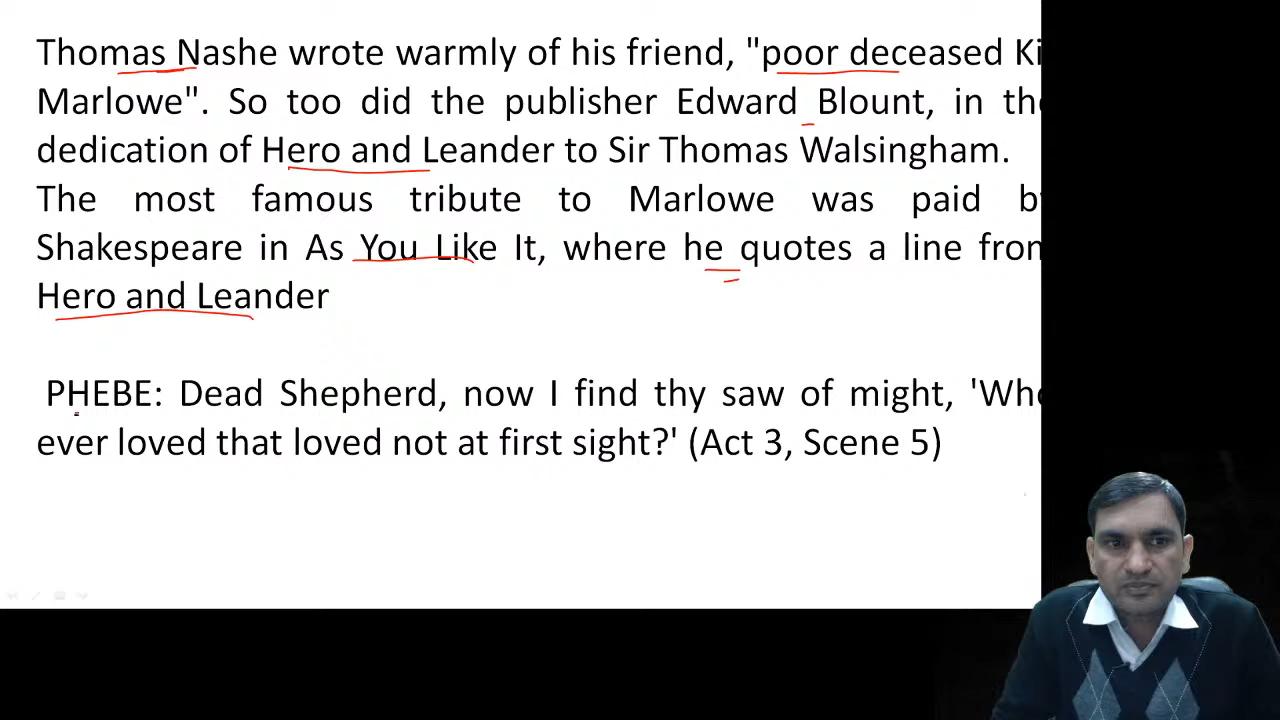 Thomas Nashe wrote warmly of his friend, "poor deceased Ki
Marlowe". So too did the publisher Edward Blount, in the
dedication of Hero and Leander to Sir Thomas Walsingham.
The most famous tribute to Marlowe was paid by
Shakespeare in As You Like It, where he quotes a line from
Hero and Leander
PHEBE: Dead Shepherd, now I find thy saw of might, 'Who
ever loved that loved not at first sight?' (Act 3, Scene 5)